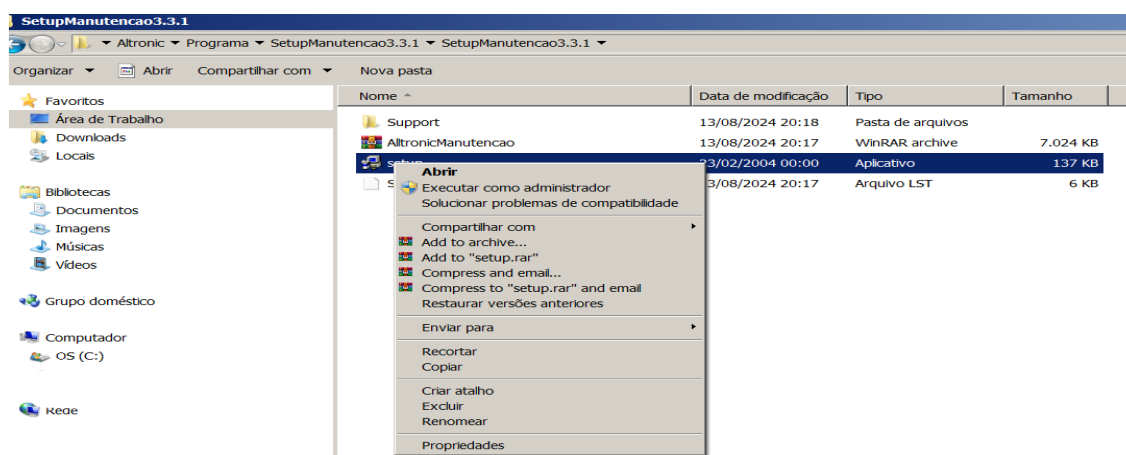 SetupManutencao3.3.1
Altronic Programa SetupManutencao3.3.1 SetupManutencao3.3.1
Organizar Abrir Compartilhar com Nova pasta
Nome Data de modificação Tipo Tamanho
Favoritos
Área de Trabalho
Downloads
Locais
Bibliotecas
Documentos
Imagens
Músicas
Vídeos
Grupo doméstico
Computador
OS (C:)
Rede
Support 13/08/2024 20:18 Pasta de arquivos
AlltronicManutencao 13/08/2024 20:17 WinRAR archive 7.024 KB
setup 23/02/2004 00:00 Aplicativo 137 KB
S 3/08/2024 20:17 Arquivo LST 6 KB
Abrir
Executar como administrador
Solucionar problemas de compatibilidade
Compartilhar com
Add to archive...
Add to "setup.rar"
Compress and email...
Compress to "setup.rar" and email
Restaurar versões anteriores
Enviar para
Recortar
Copiar
Criar atalho
Excluir
Renomear
Propriedades